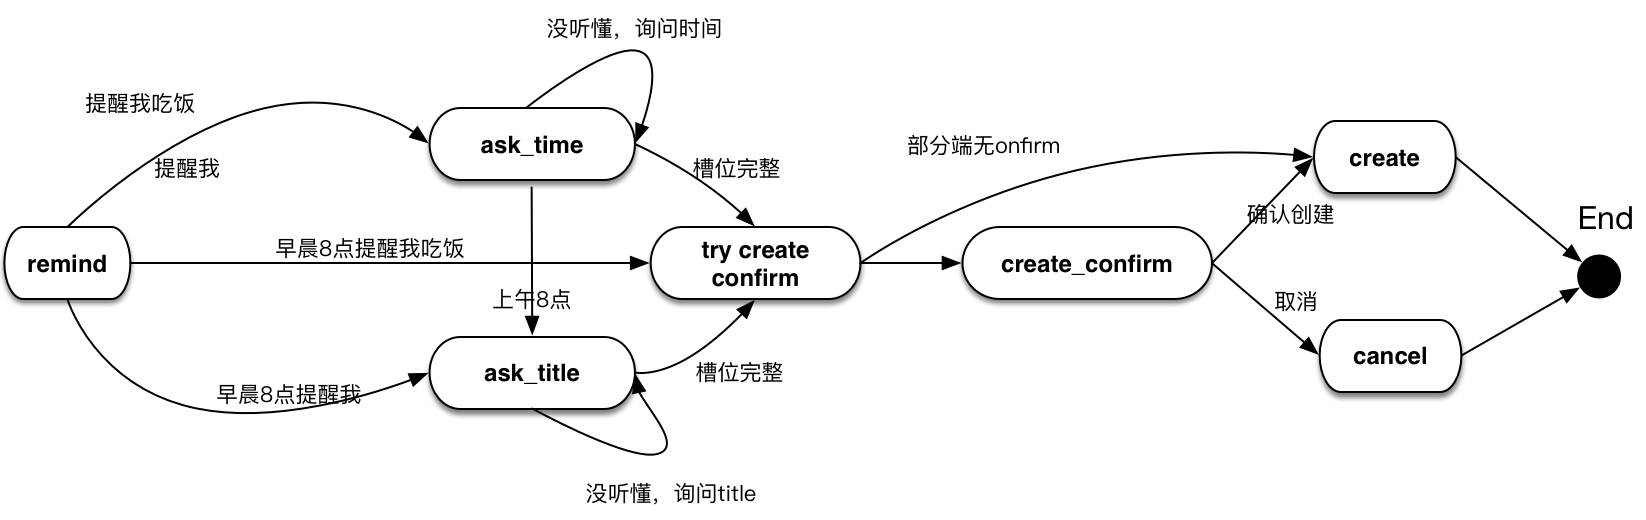 没听懂，询问时间
提醒我吃饭
ask_time
部分端无onfirm
create
提醒我
槽位完整
确认创建
End
remind
早晨8点提醒我吃饭
try create
confirm
create_confirm
上午8点
取消
ask_title
槽位完整
cancel
早晨8点提醒我
没听懂，询问title